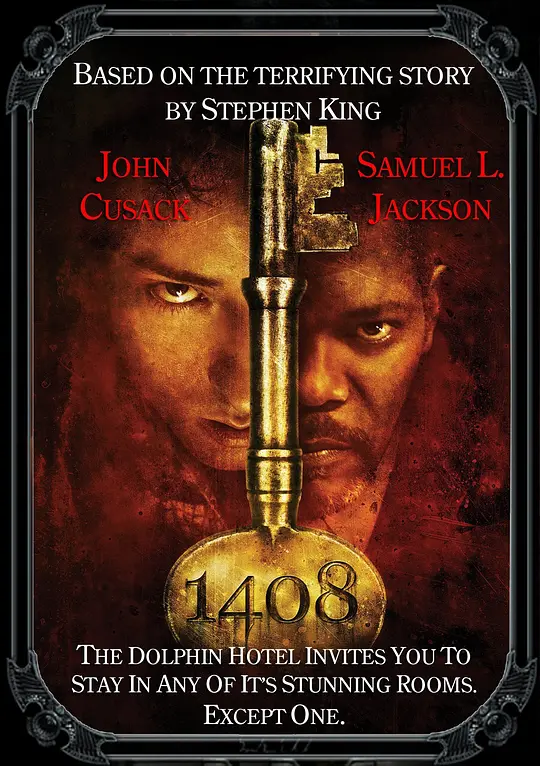 BASED ON THE TERRIFYING STORY
BY STEPHEN KING
JOHN
CUSACK
SAMUEL L.
JACKSON
1408
THE DOLPHIN HOTEL INVITES YOU TO
STAY IN ANY OF IT'S STUNNING ROOMS.
EXCEPT ONE.